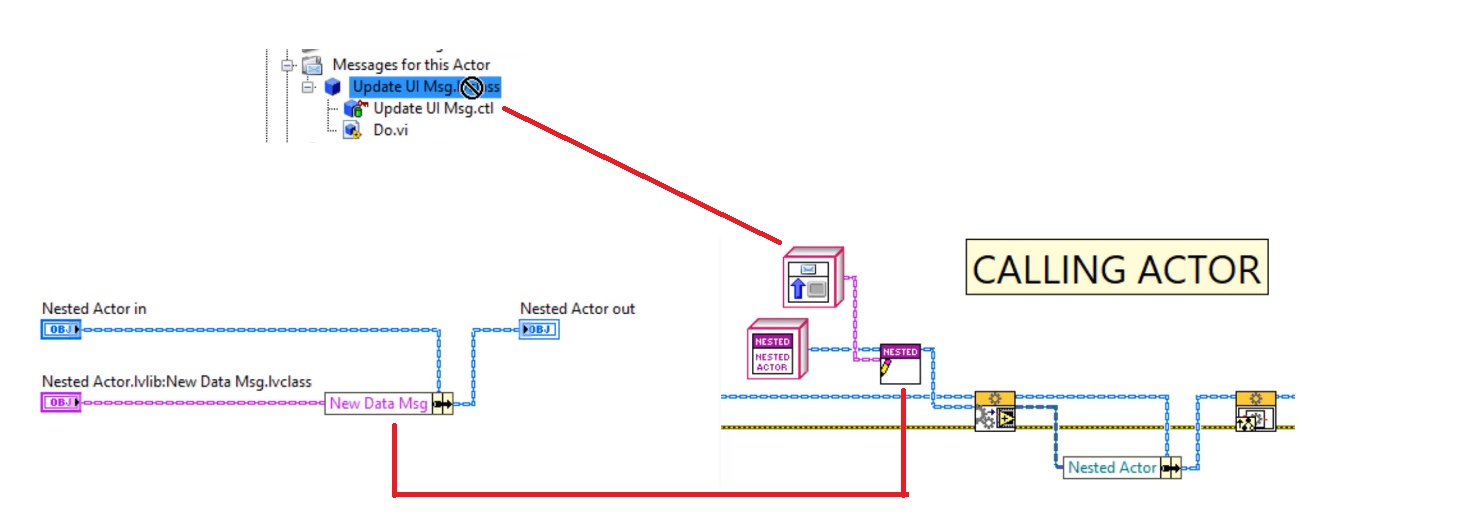 Messages for this Actor
Update UI Msg.
ss
Update UI Msg.ctl
Do.vi
CALLING ACTOR
Nested Actor in
OBJ
Nested Actor out
OBJ
Nested Actor.lvlib:New Data Msg.lvclass
OBJ
New Data Msg
NESTED
NESTED
ACTOR
NESTED
Nested Actor